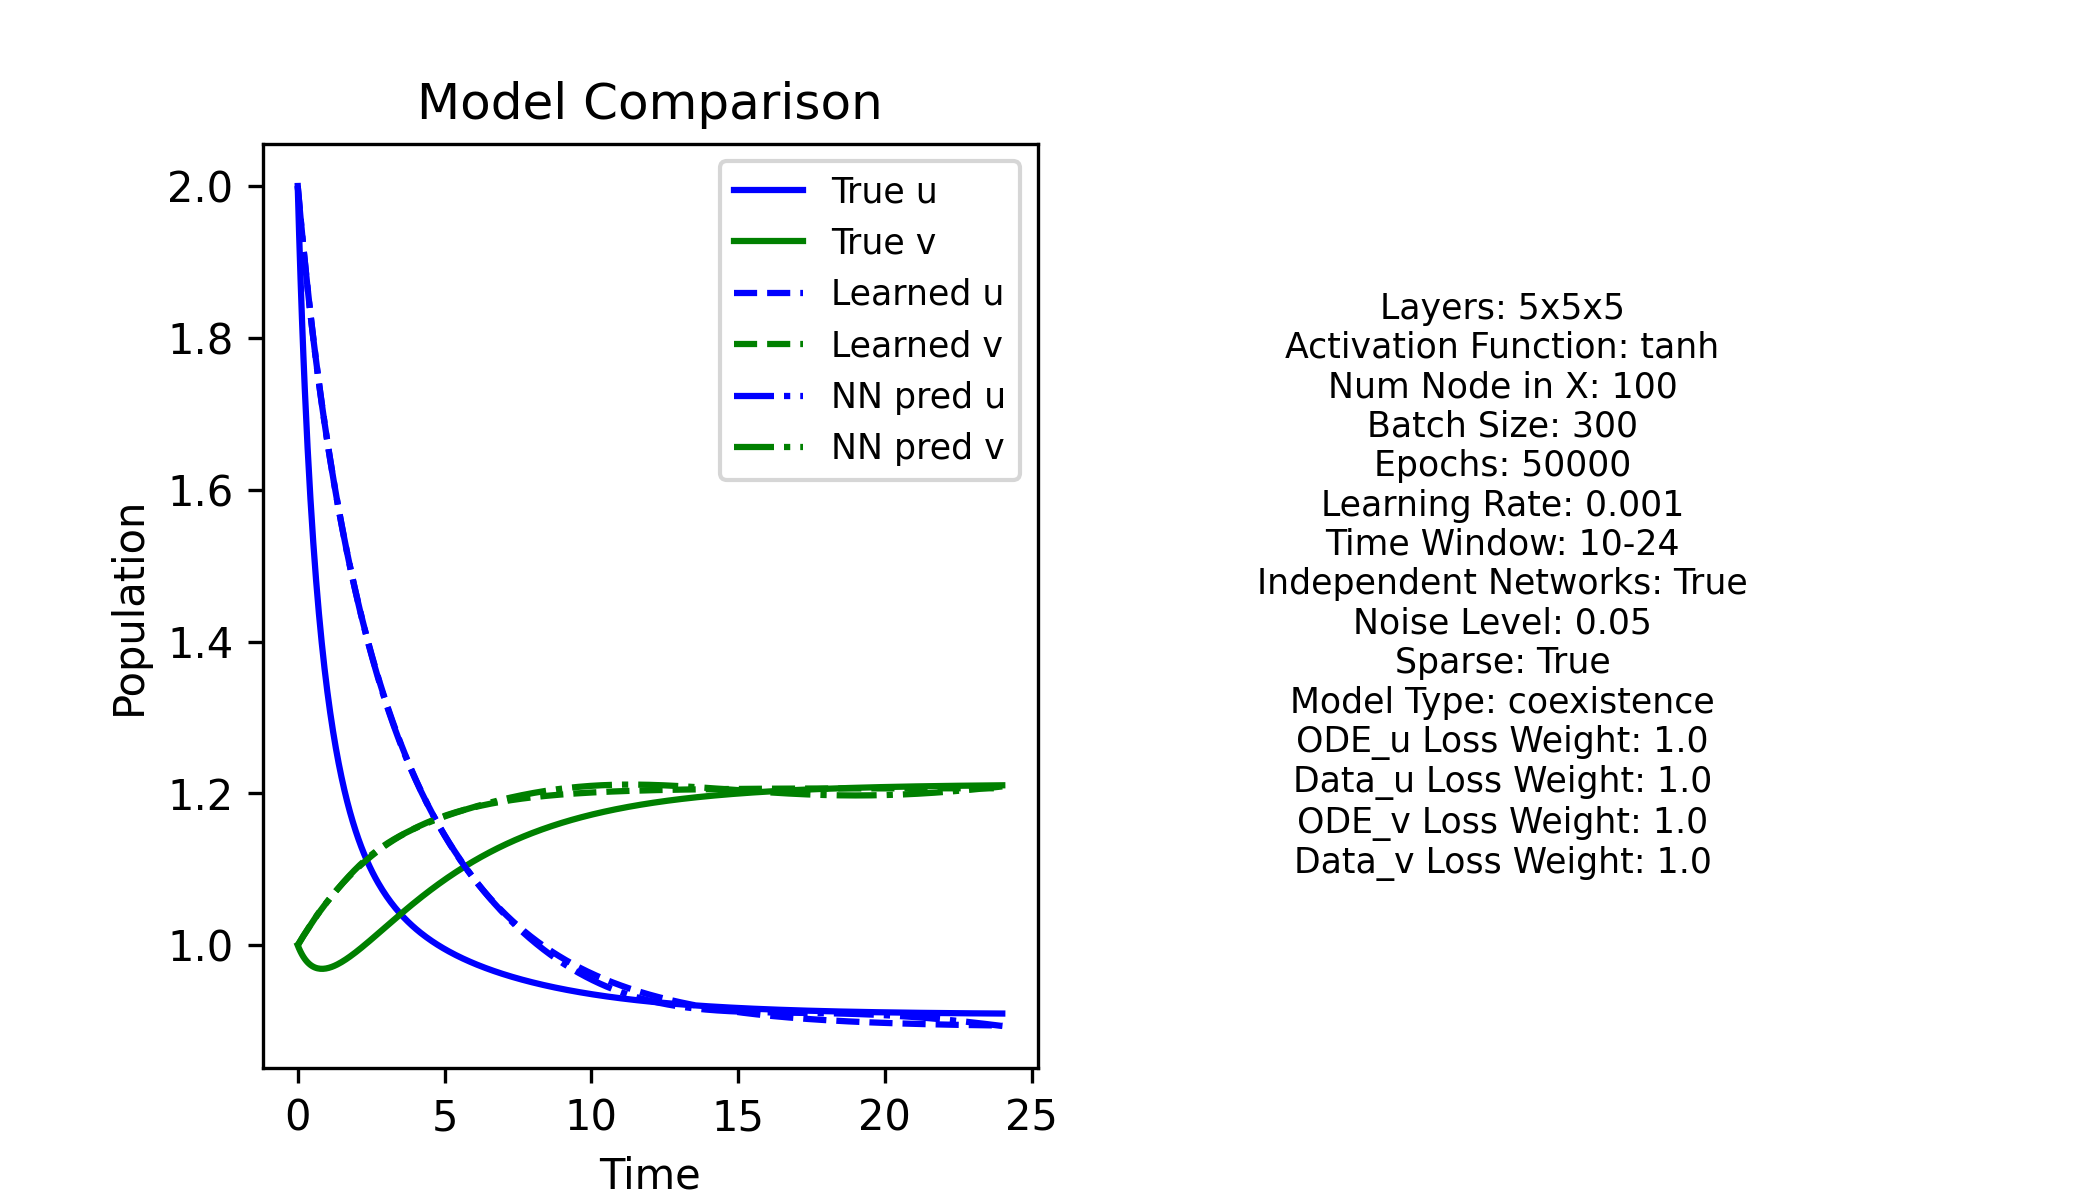 Model Comparison
Population
2.0
1.8
1.6
1.4
1.2
1.0
0
5
10
15
20
25
Time
True u
True v
Learned u
Learned v
NN pred u
NN pred v
Layers: 5x5x5
Activation Function: tanh
Num Node in X: 100
Batch Size: 300
Epochs: 50000
Learning Rate: 0.001
Time Window: 10-24
Independent Networks: True
Noise Level: 0.05
Sparse: True
Model Type: coexistence
ODE_u Loss Weight: 1.0
Data_u Loss Weight: 1.0
ODE_v Loss Weight: 1.0
Data_v Loss Weight: 1.0